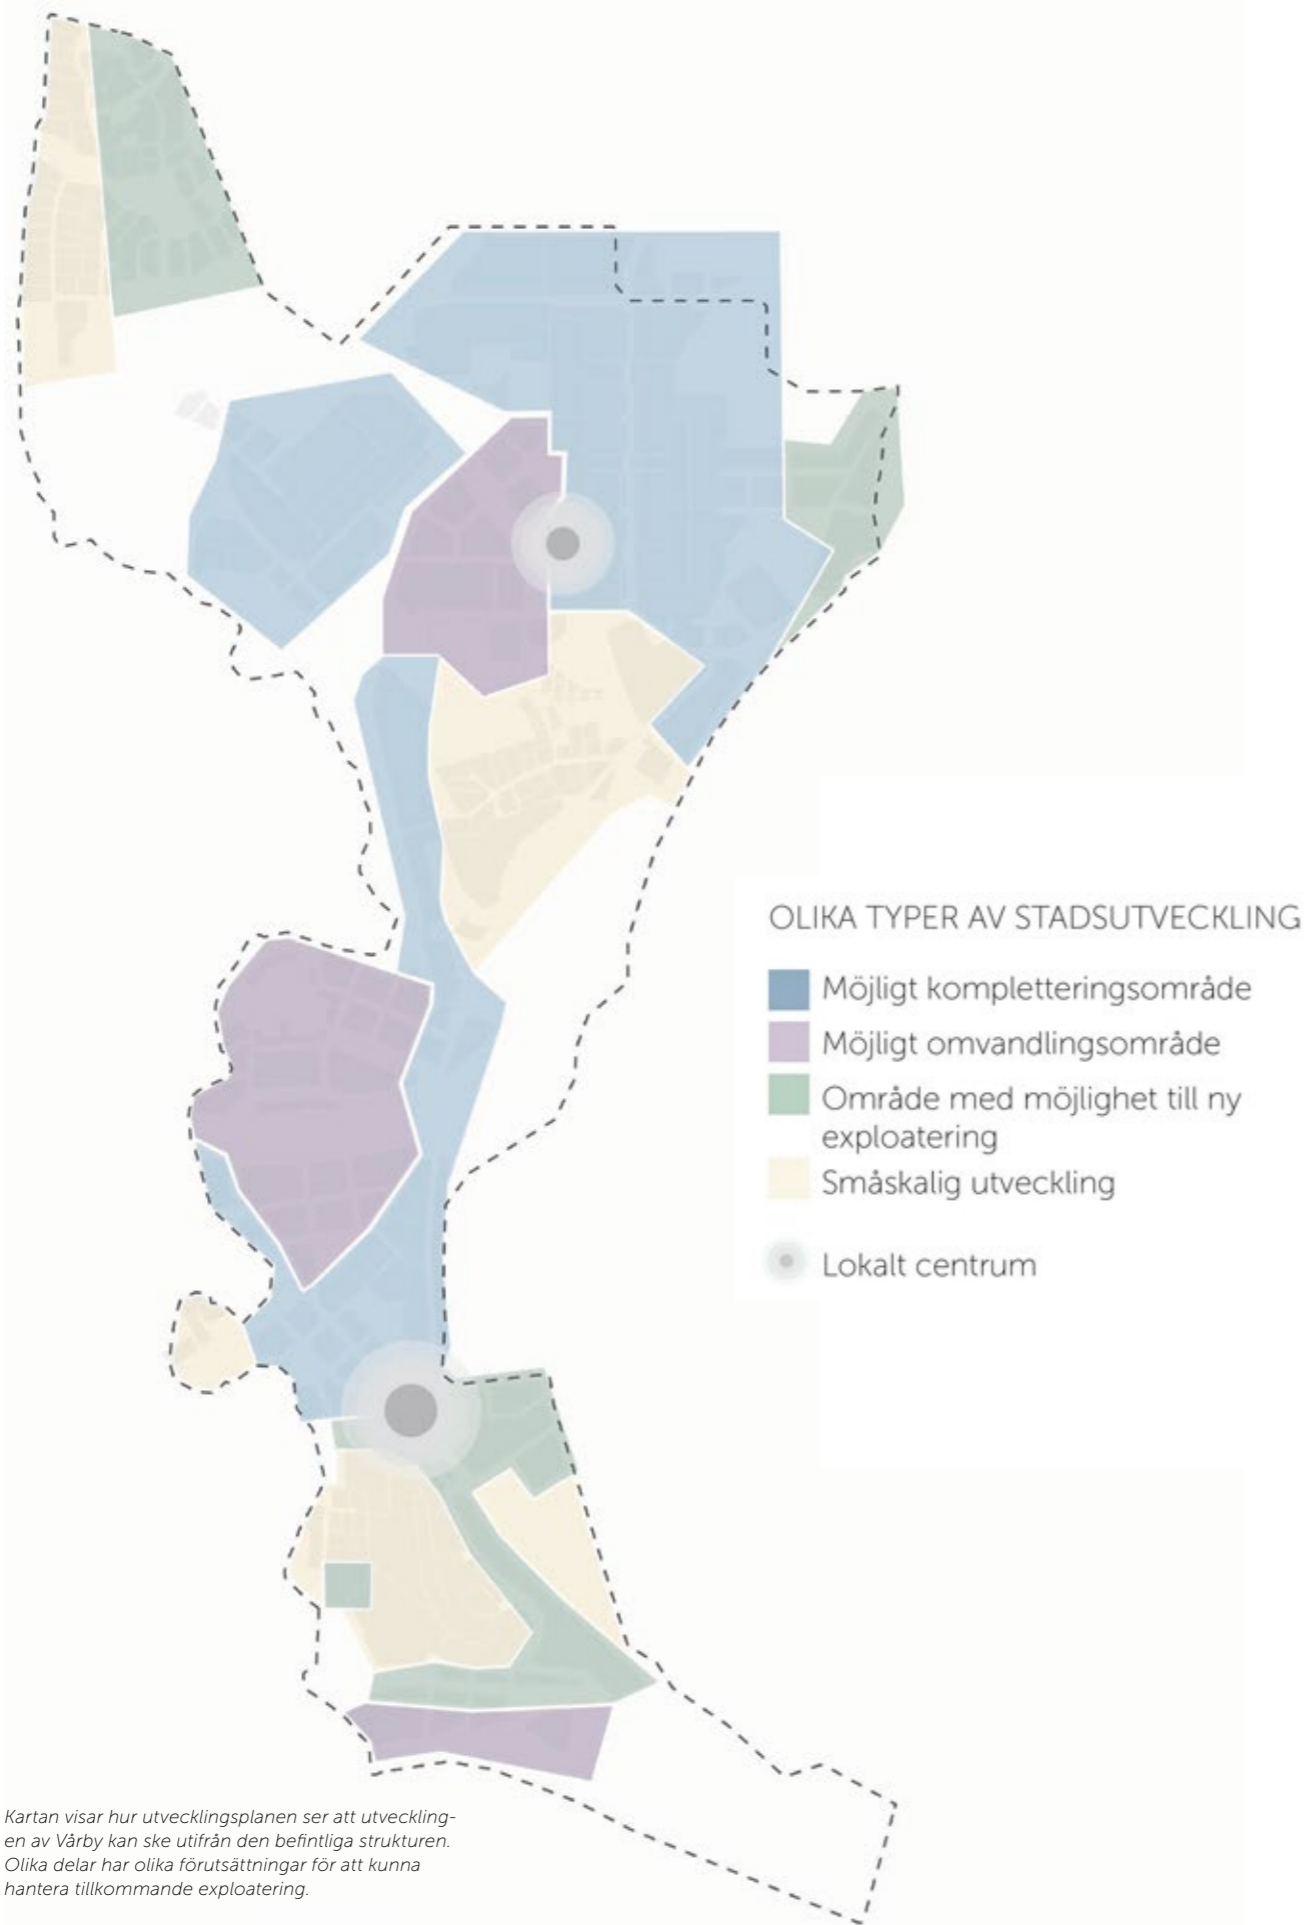 OLIKA TYPER AV STADSUTVECKLING
Möjligt kompletteringsområde
Möjligt omvandlingsområde
Område med möjlighet till ny
exploatering
Småskalig utveckling
Lokalt centrum
Kartan visar hur utvecklingsplanen ser att utveckling-
en av Vårby kan ske utifrån den befintliga strukturen.
Olika delar har olika förutsättningar för att kunna
hantera tillkommande exploatering.